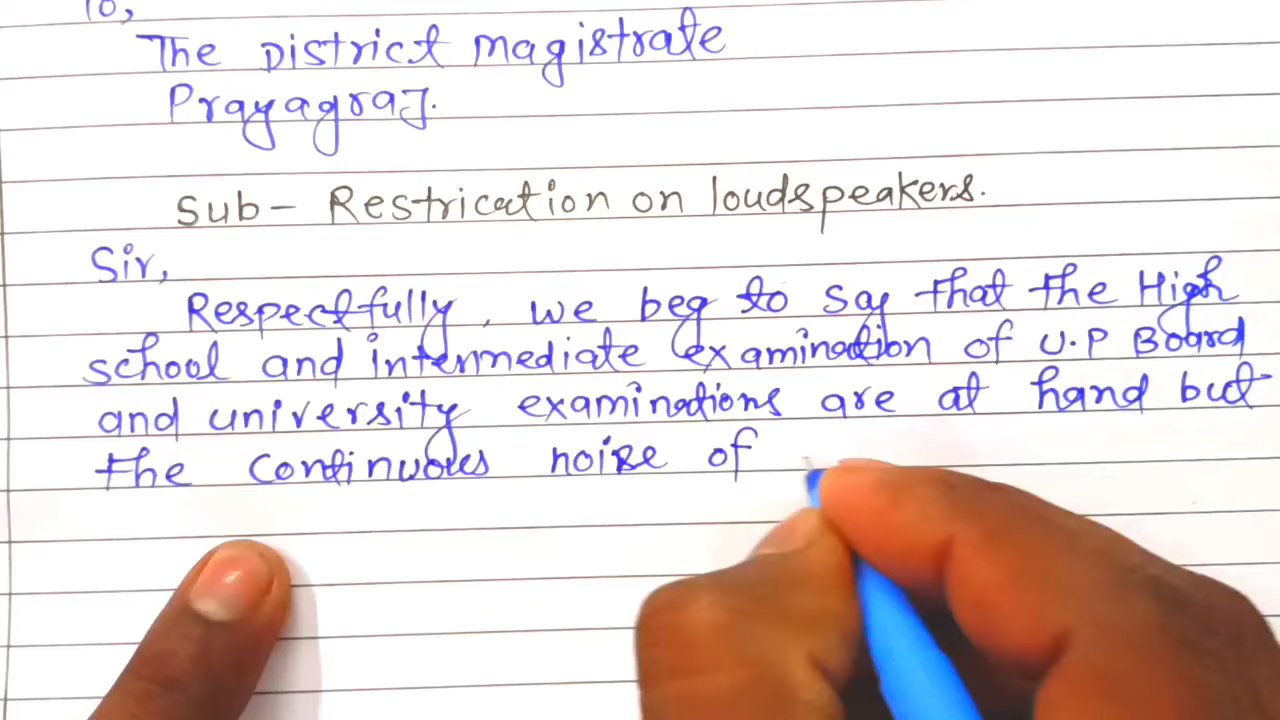 To,
The District Magistrate
Prayagraj.
Sub- Restrication on loudspeakers.
Sir,
Respectfully, we beg to say that the High
school and intermediate examination of U.P Board
and university examinations are at hand but
the continuous noise of